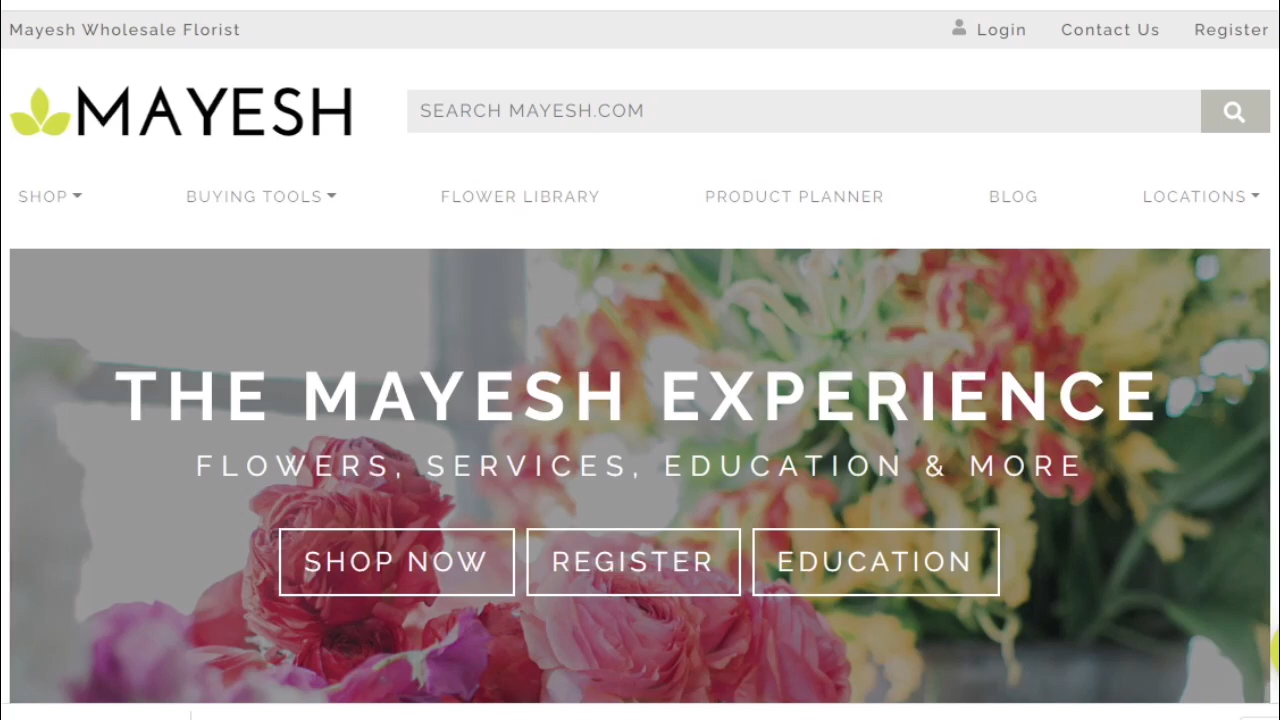 Mayesh Wholesale Florist
Login Contact Us Register
MAYESH
SEARCH MAYESH.COM
SHOP BUYING TOOLS FLOWER LIBRARY PRODUCT PLANNER BLOG LOCATIONS
THE MAYESH EXPERIENCE
FLOWERS, SERVICES, EDUCATION & MORE
SHOP NOW REGISTER EDUCATION